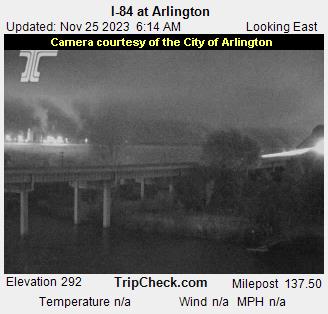 I-84 at Arlington
Updated: Nov 25 2023 6:14 AM Looking East
Camera courtesy of the City of Arlington
Elevation 292 TripCheck.com Milepost 137.50
Temperature n/a Wind n/a MPH n/a